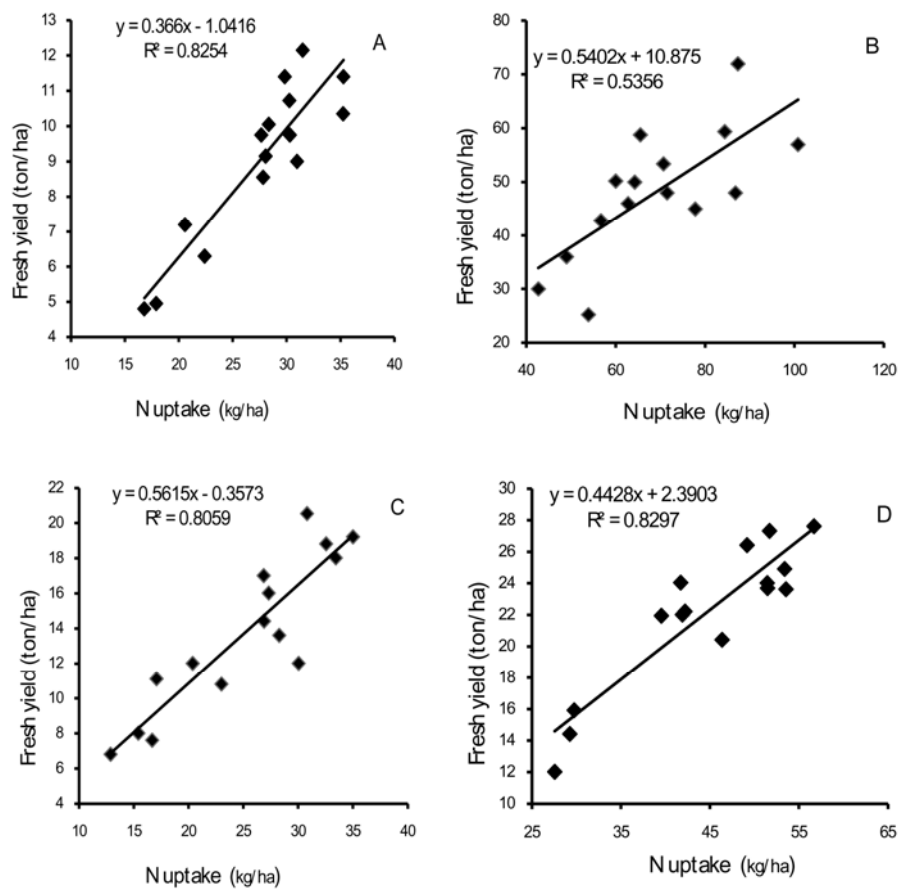 y = 0.366x - 1.0416
R² = 0.8254
A
13
12
11
10
9
8
7
6
5
4
Fresh yield (ton/ha)
10 15 20 25 30 35 40
N uptake (kg/ha)
y = 0.5402x + 10.875
R² = 0.5356
B
80
70
60
50
40
30
20
Fresh yield (ton/ha)
40 60 80 100 120
N uptake (kg/ha)
y = 0.5615x - 0.3573
R² = 0.8059
C
22
20
18
16
14
12
10
8
6
4
Fresh yield (ton/ha)
10 15 20 25 30 35 40
N uptake (kg/ha)
y = 0.4428x + 2.3903
R² = 0.8297
D
30
28
26
24
22
20
18
16
14
12
10
Fresh yield (ton/ha)
25 35 45 55 65
N uptake (kg/ha)